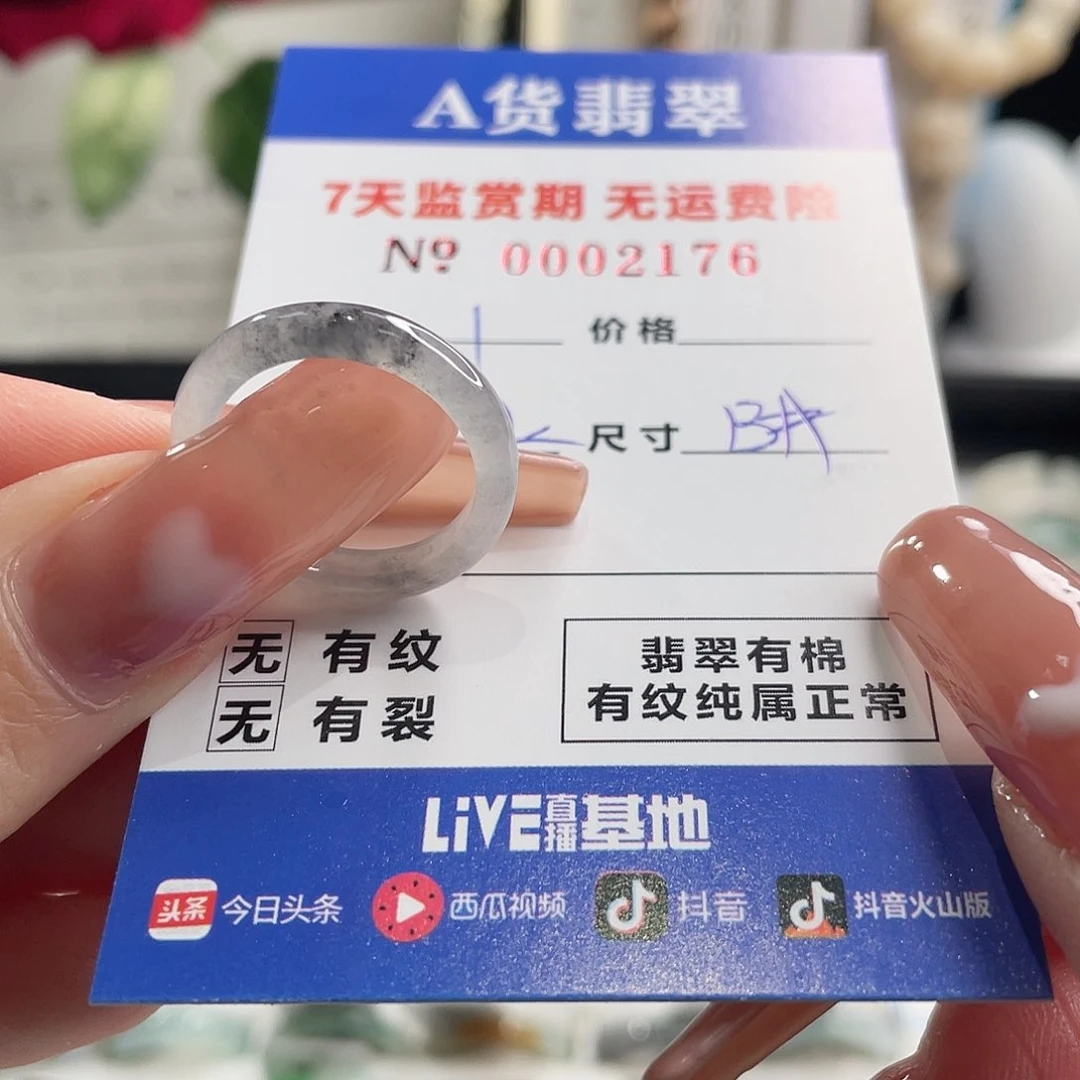 A货翡翠
7天监赏期 无运费险
No 0002176
价格
尺寸
无 有纹
无 有裂
翡翠有棉
有纹纯属正常
LiVE直播基地
头条 今日头条 西瓜视频 抖音 抖音火山版